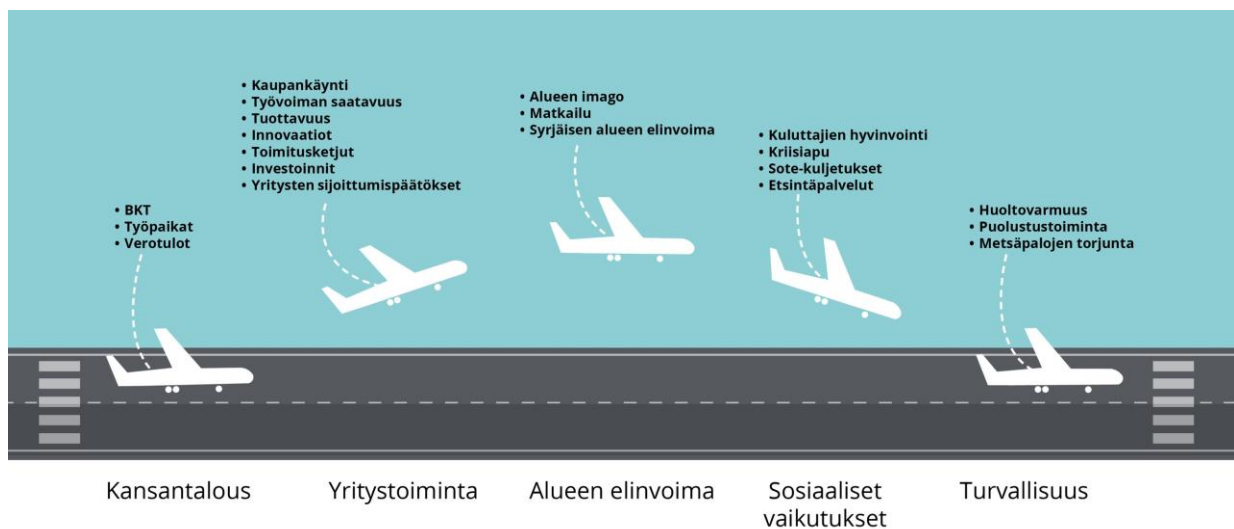 • BKT
• Työpaikat
• Verotulot
• Kaupankäynti
• Työvoiman saatavuus
• Tuottavuus
• Innovaatiot
• Toimitusketjut
• Investoinnit
• Yritysten sijoittumispäätökset
• Alueen imago
• Matkailu
• Syrjäisen alueen elinvoima
• Kuluttajien hyvinvointi
• Kriisiapu
• Sote-kuljetukset
• Etsintäpalvelut
• Huoltovarmuus
• Puolustustoiminta
• Metsäpalojen torjunta
Kansantalous
Yritystoiminta
Alueen elinvoima
Sosiaaliset
vaikutukset
Turvallisuus